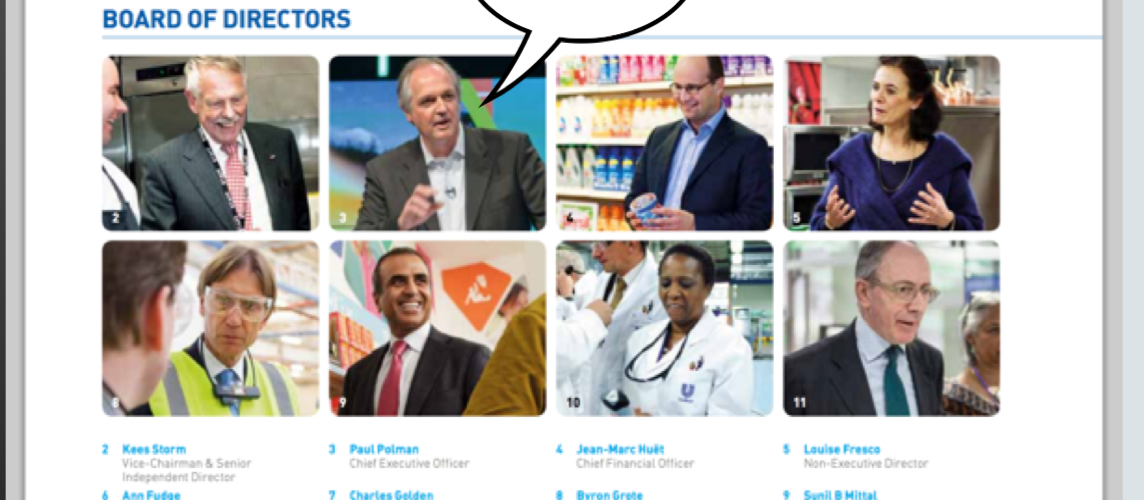 BOARD OF DIRECTORS
2
3
4
5
8
9
10
11
2 Kees Storm
Vice-Chairman & Senior
Independent Director
3 Paul Polman
Chief Executive Officer
4 Jean-Marc Huët
Chief Financial Officer
5 Louise Fresco
Non-Executive Director
6 Ann Fudge
7 Charles Golden
8 Byron Grote
9 Sunil B Mittal